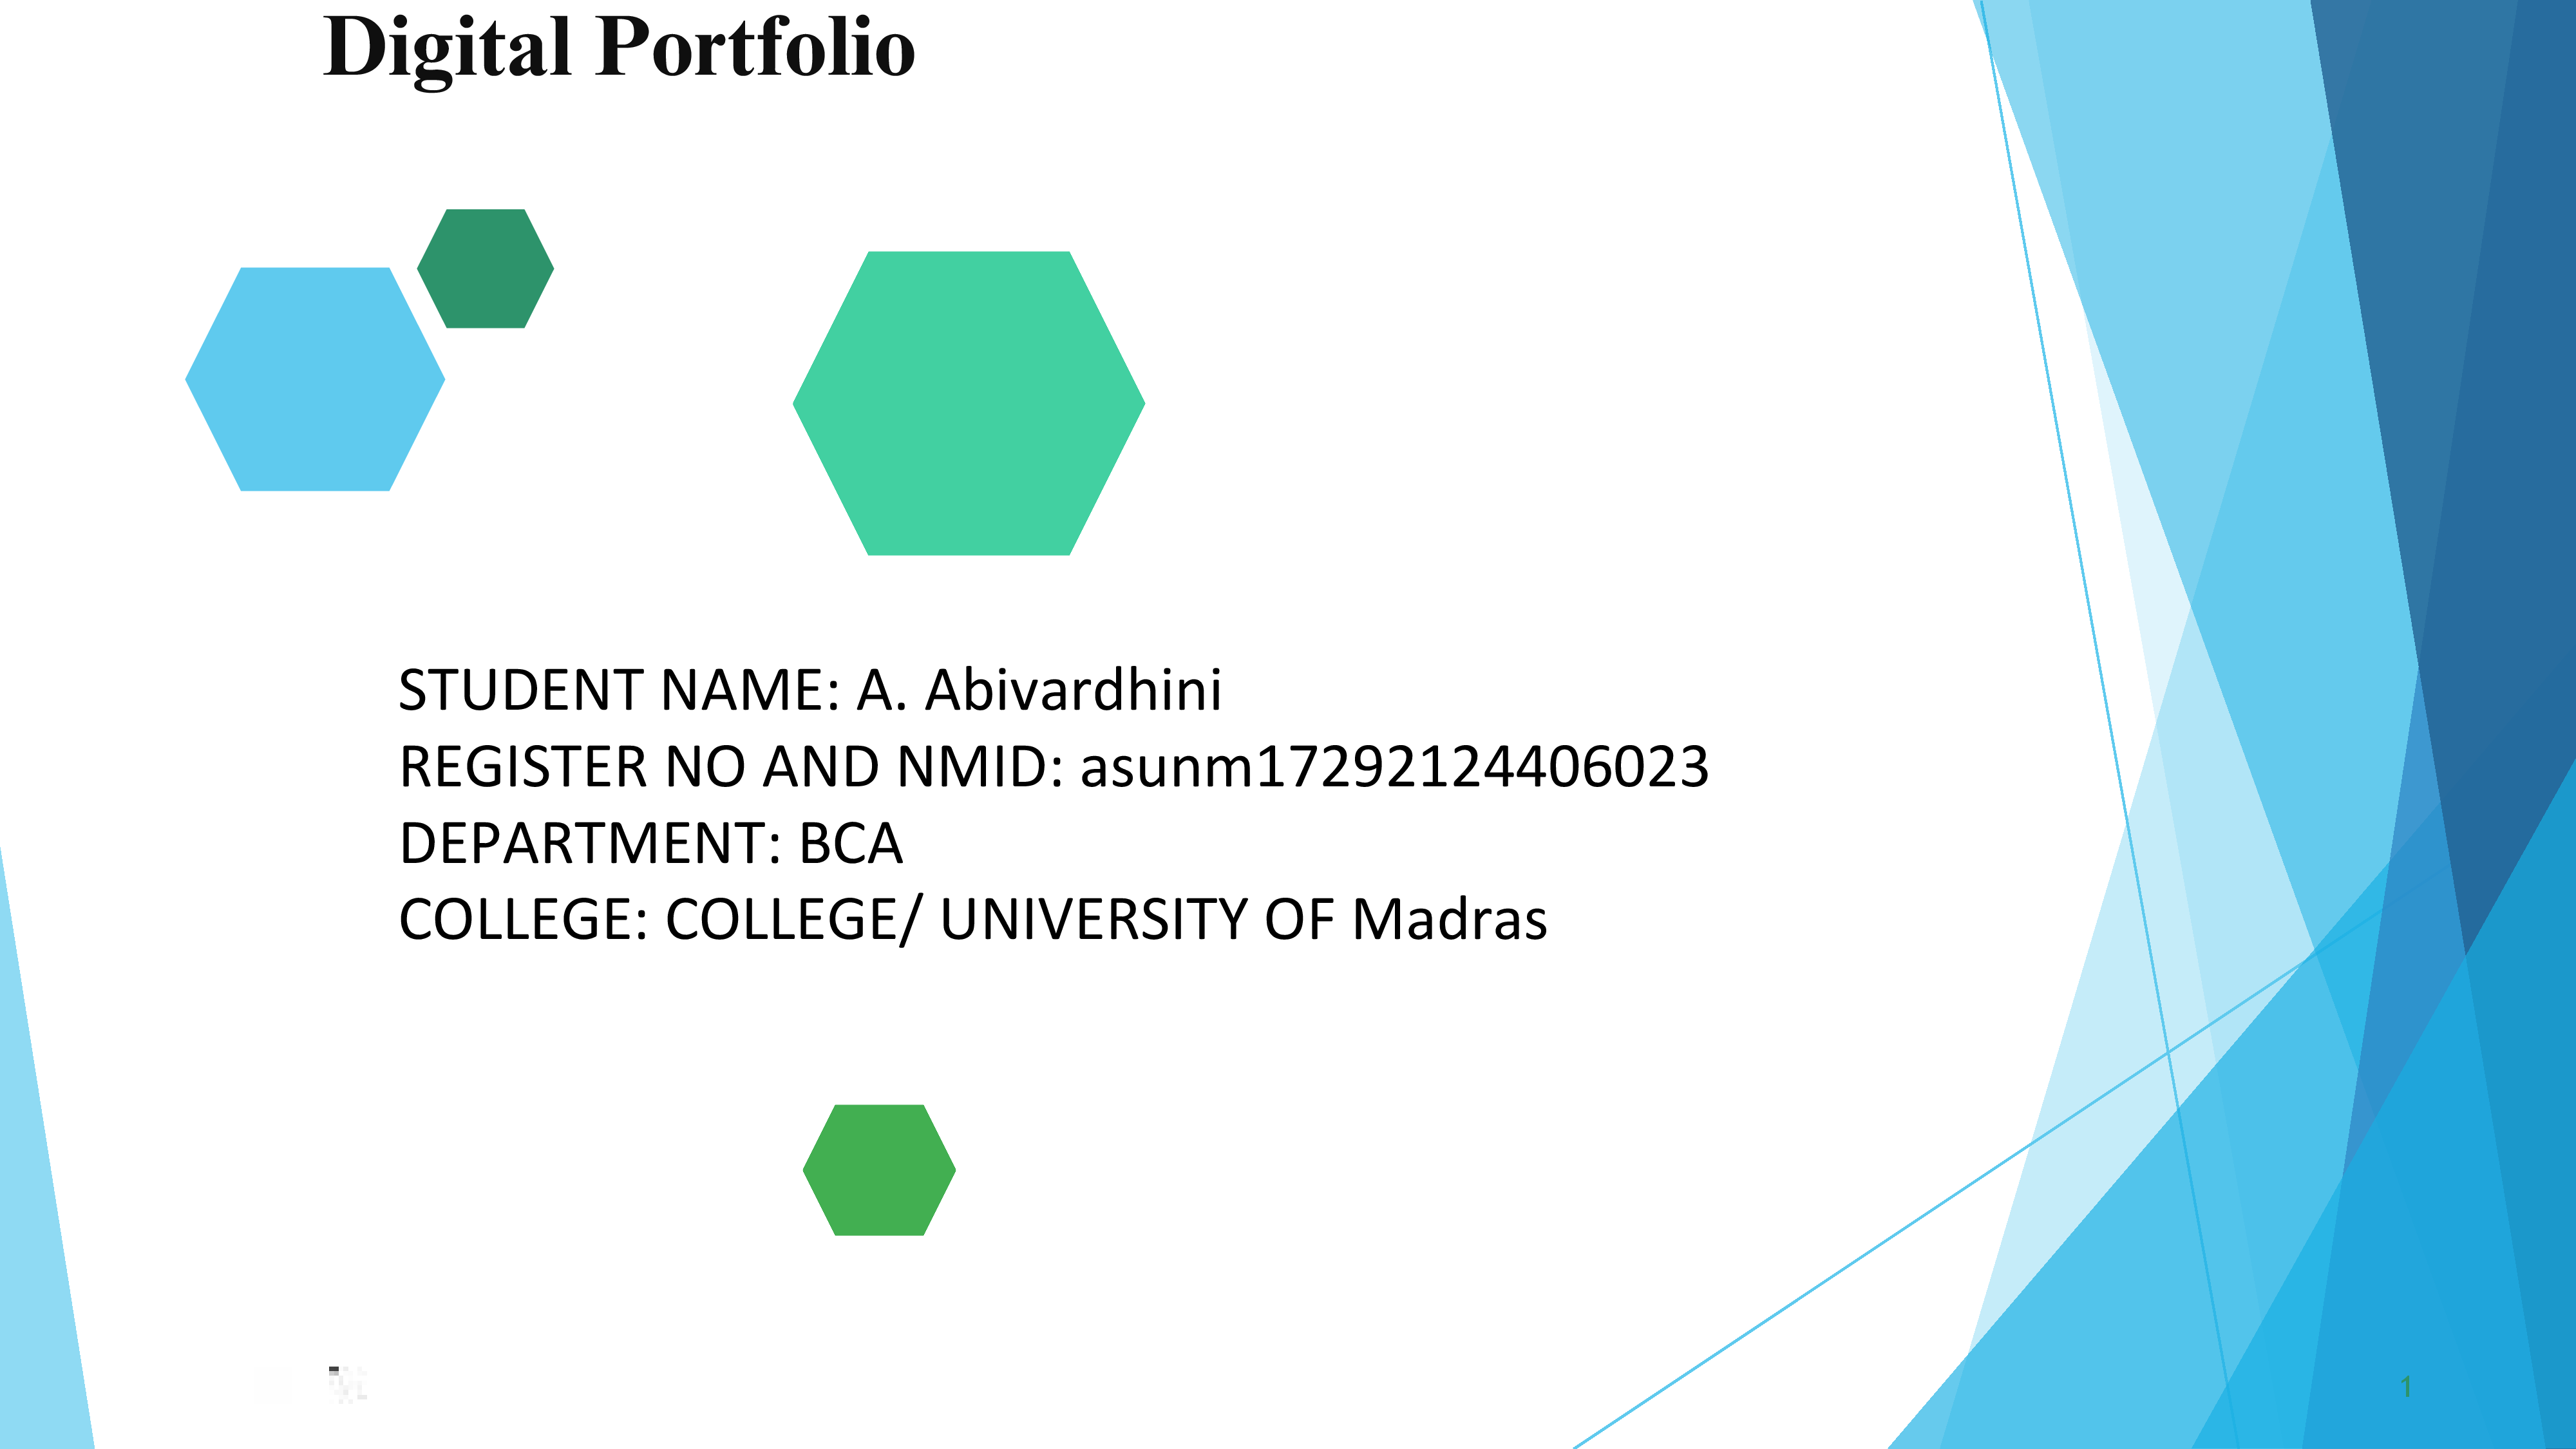 Digital Portfolio
STUDENT NAME: A. Abivardhini
REGISTER NO AND NMID: asunm17292124406023
DEPARTMENT: BCA
COLLEGE: COLLEGE/ UNIVERSITY OF Madras
1